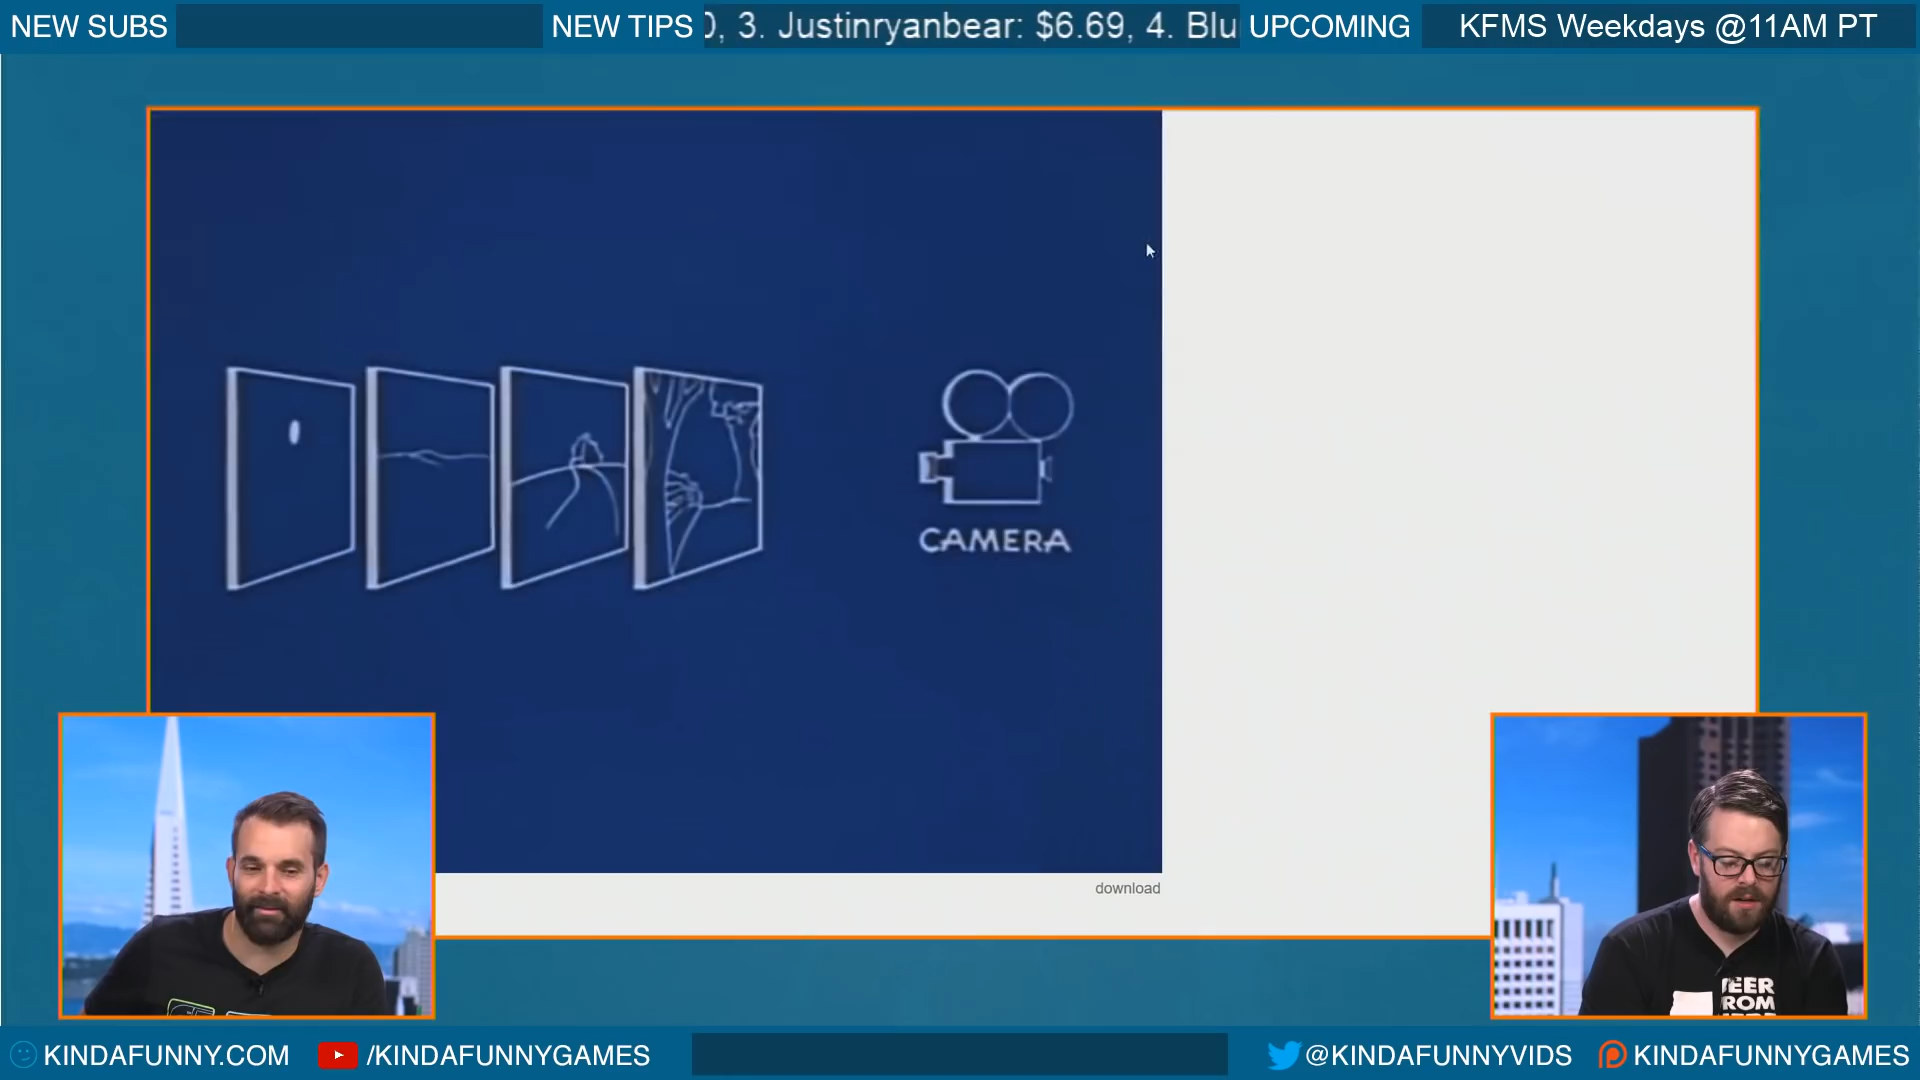 NEW SUBS
NEW TIPS
, 3. Justinryanbear: $6.69, 4. Blu
UPCOMING
KFMS Weekdays @11AM PT
CAMERA
download
ROM
KINDAFUNNY.COM
/KINDAFUNNYGAMES
@KINDAFUNNYVIDS
KINDAFUNNYGAMES